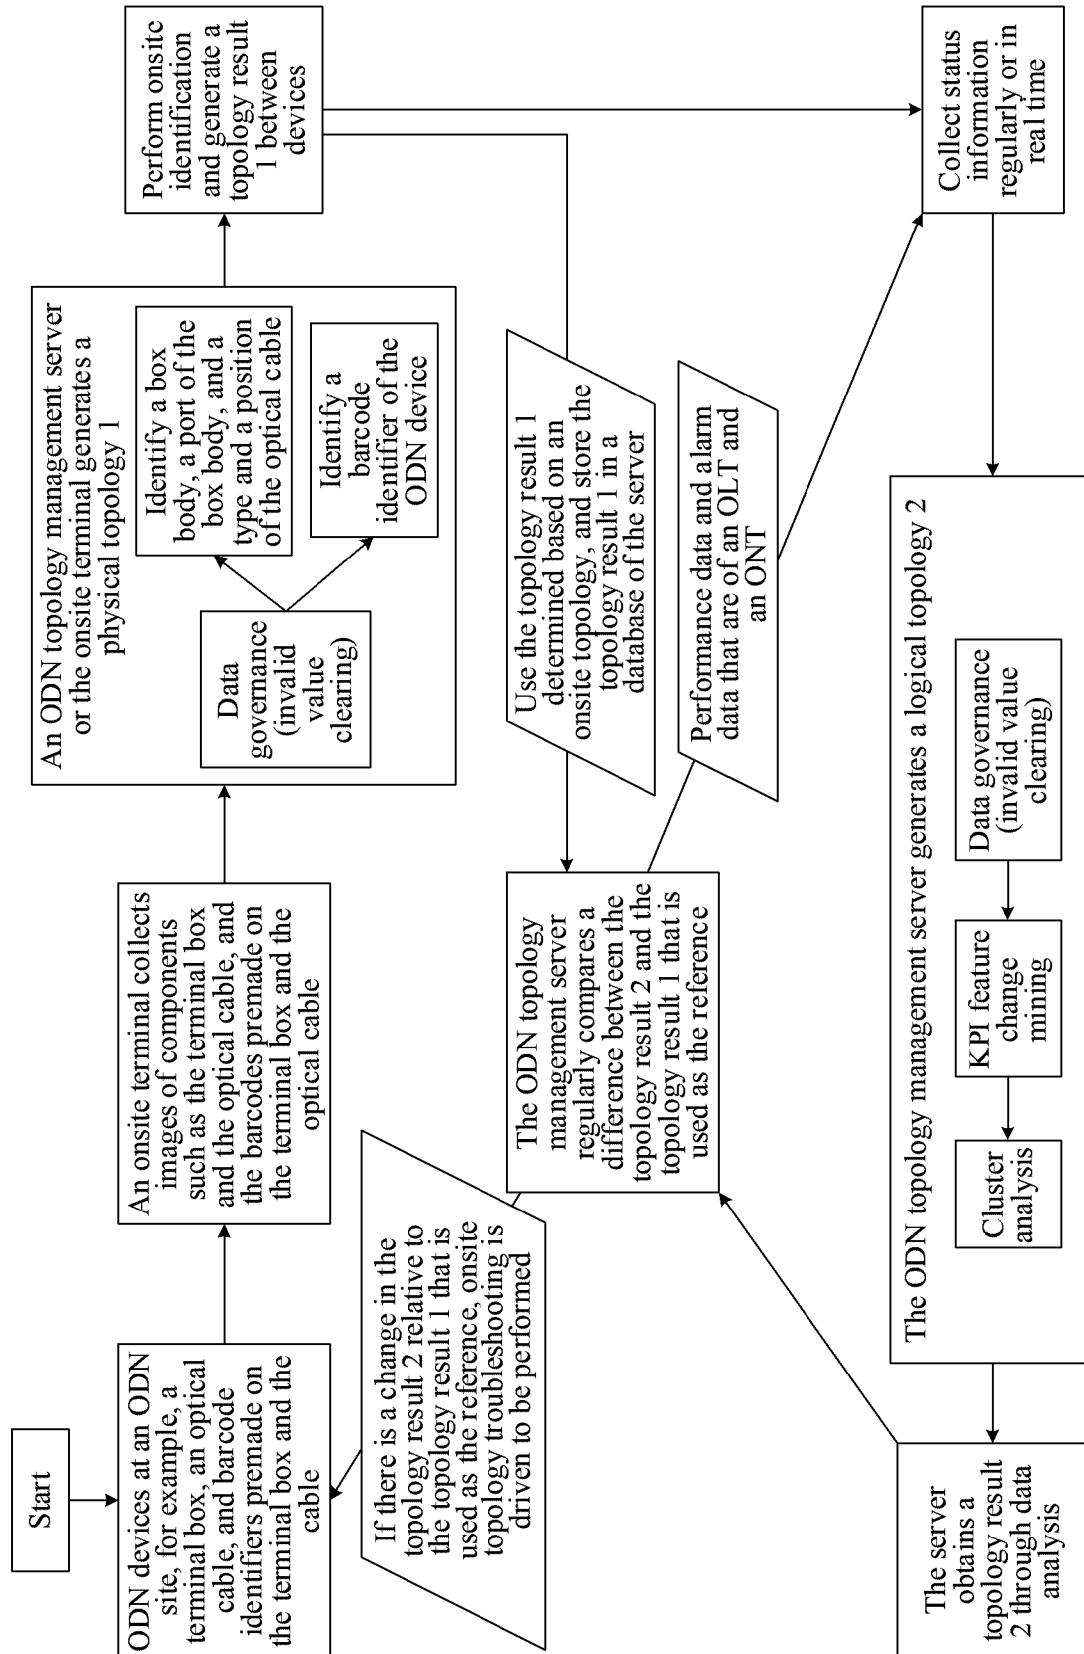 Start
ODN devices at an ODN
site, for example, a
terminal box, an optical
cable, and barcode
identifiers premade on
the terminal box and the
cable
An onsite terminal collects
images of components
such as the terminal box
and the optical cable, and
the barcodes premade on
the terminal box and the
optical cable
An ODN topology management server
or the onsite terminal generates a
physical topology 1
Data
governance
(invalid
value
clearing)
Identify a box
body, a port of the
box body, and a
type and a position
of the optical cable
Identify a
barcode
identifier of the
ODN device
Perform onsite
identification
and generate a
topology result
1 between
devices
If there is a change in the
topology result 2 relative to
the topology result 1 that is
used as the reference, onsite
topology troubleshooting is
driven to be performed
The ODN topology
management server
regularly compares a
difference between the
topology result 2 and the
topology result 1 that is
used as the reference
Use the topology result 1
determined based on an
onsite topology, and store the
topology result 1 in a
database of the server
Performance data and alarm
data that are of an OLT and
an ONT
Collect status
information
regularly or in
real time
The ODN topology management server generates a logical topology 2
Data governance
(invalid value
clearing)
KPI feature
change
mining
Cluster
analysis
The server
obtains a
topology result
2 through data
analysis